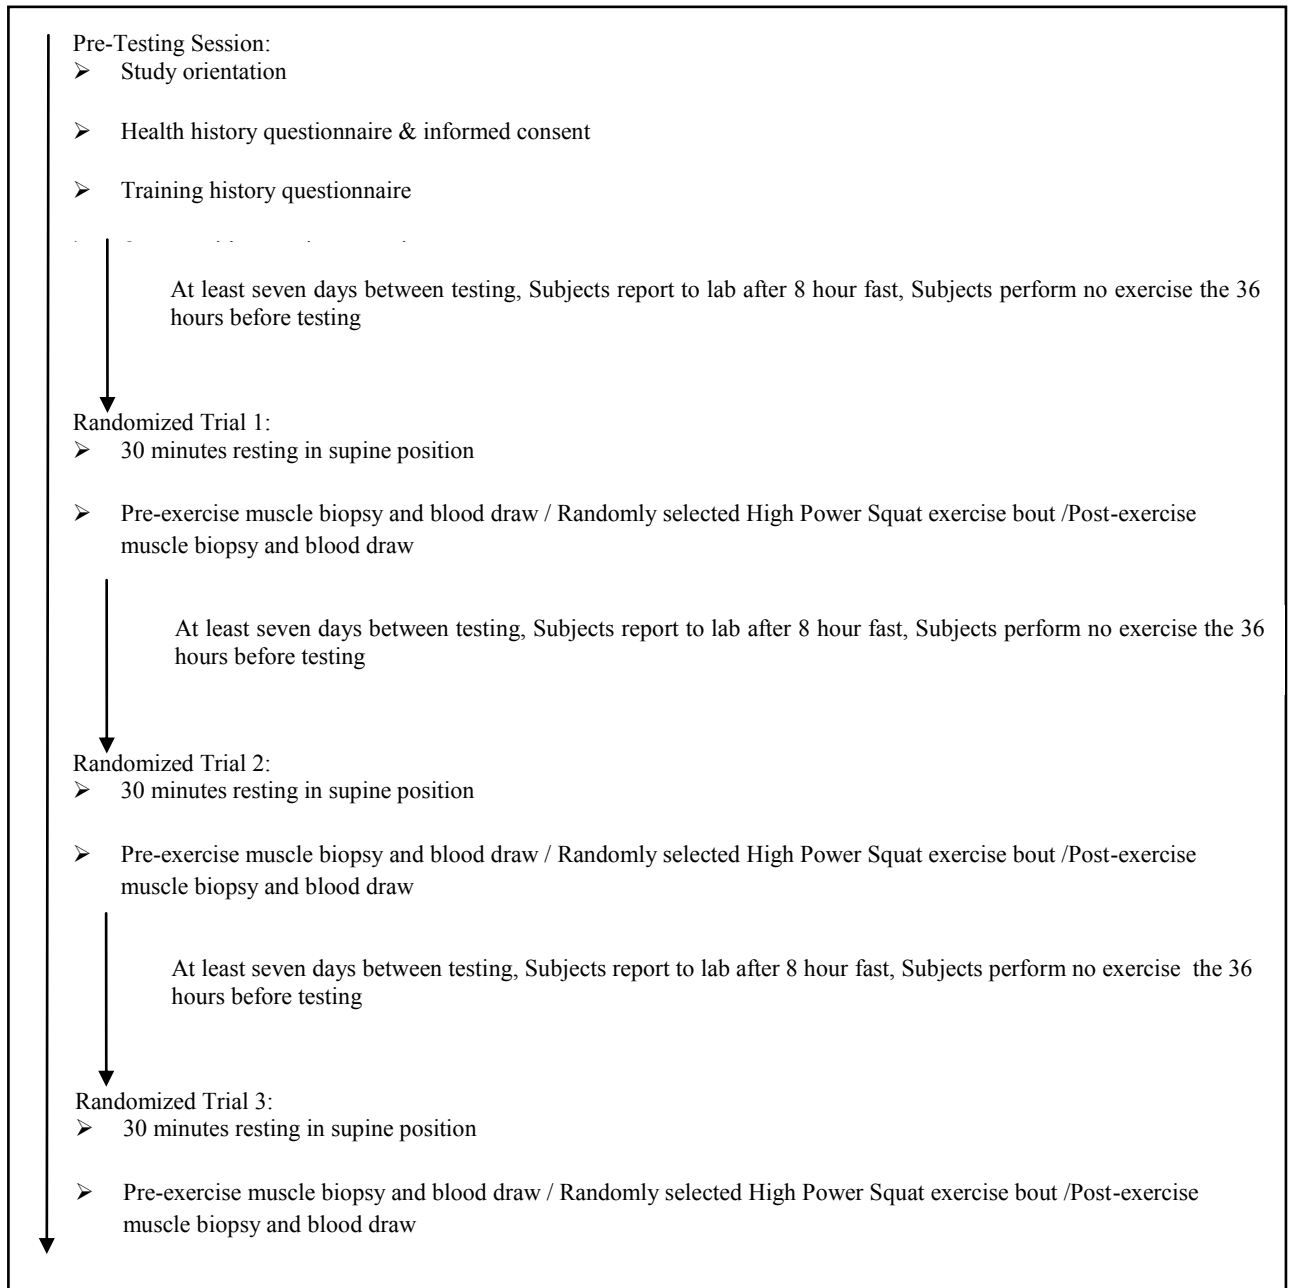 Pre-Testing Session:
➢ Study orientation
➢ Health history questionnaire & informed consent
➢ Training history questionnaire
At least seven days between testing, Subjects report to lab after 8 hour fast, Subjects perform no exercise the 36
hours before testing
Randomized Trial 1:
➢ 30 minutes resting in supine position
➢ Pre-exercise muscle biopsy and blood draw / Randomly selected High Power Squat exercise bout /Post-exercise
muscle biopsy and blood draw
At least seven days between testing, Subjects report to lab after 8 hour fast, Subjects perform no exercise the 36
hours before testing
Randomized Trial 2:
➢ 30 minutes resting in supine position
➢ Pre-exercise muscle biopsy and blood draw / Randomly selected High Power Squat exercise bout /Post-exercise
muscle biopsy and blood draw
At least seven days between testing, Subjects report to lab after 8 hour fast, Subjects perform no exercise the 36
hours before testing
Randomized Trial 3:
➢ 30 minutes resting in supine position
➢ Pre-exercise muscle biopsy and blood draw / Randomly selected High Power Squat exercise bout /Post-exercise
muscle biopsy and blood draw